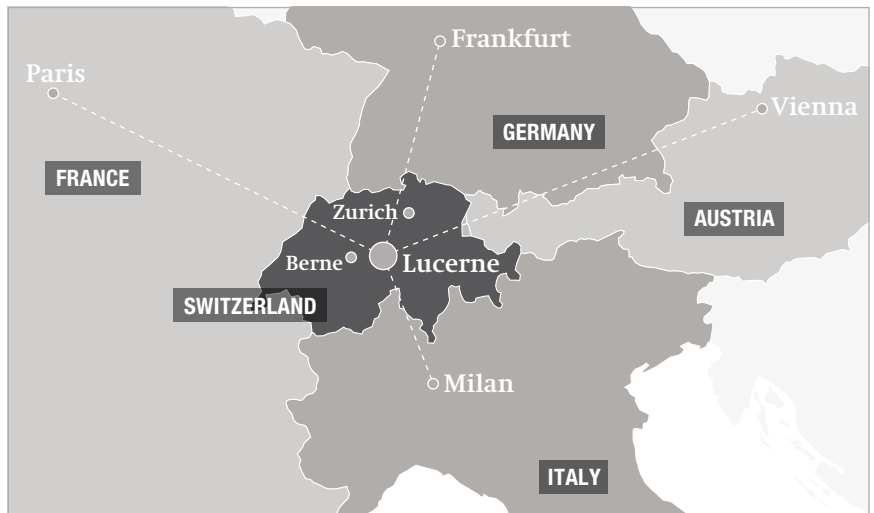 Frankfurt
Paris
Vienna
GERMANY
FRANCE
Zurich
AUSTRIA
Berne
Lucerne
SWITZERLAND
Milan
ITALY